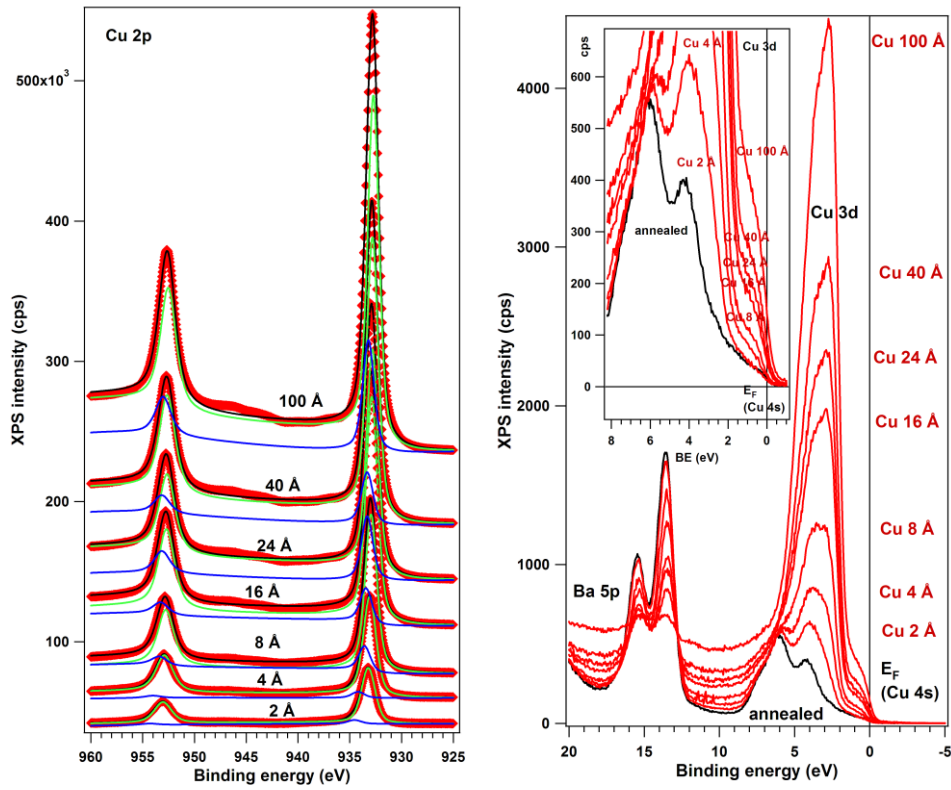 Cu 2p
500x10³
400
300
200
100
XPS intensity (cps)
100 Å
40 Å
24 Å
16 Å
8 Å
4 Å
2 Å
960
955
950
945
940
935
930
925
Binding energy (eV)
4000
3000
2000
1000
0
XPS intensity (cps)
cps
600
500
400
300
200
100
0
Cu 4 Å
Cu 3d
Cu 100 Å
Cu 2 Å
annealed
Cu 40 Å
Cu 24 Å
Cu 16 Å
Cu 8 Å
E_F
(Cu 4s)
8
6
4
2
0
BE (eV)
Cu 100 Å
Cu 3d
Cu 40 Å
Cu 24 Å
Cu 16 Å
Cu 8 Å
Cu 4 Å
Cu 2 Å
Ba 5p
E_F
(Cu 4s)
annealed
20
15
10
5
0
-5
Binding energy (eV)